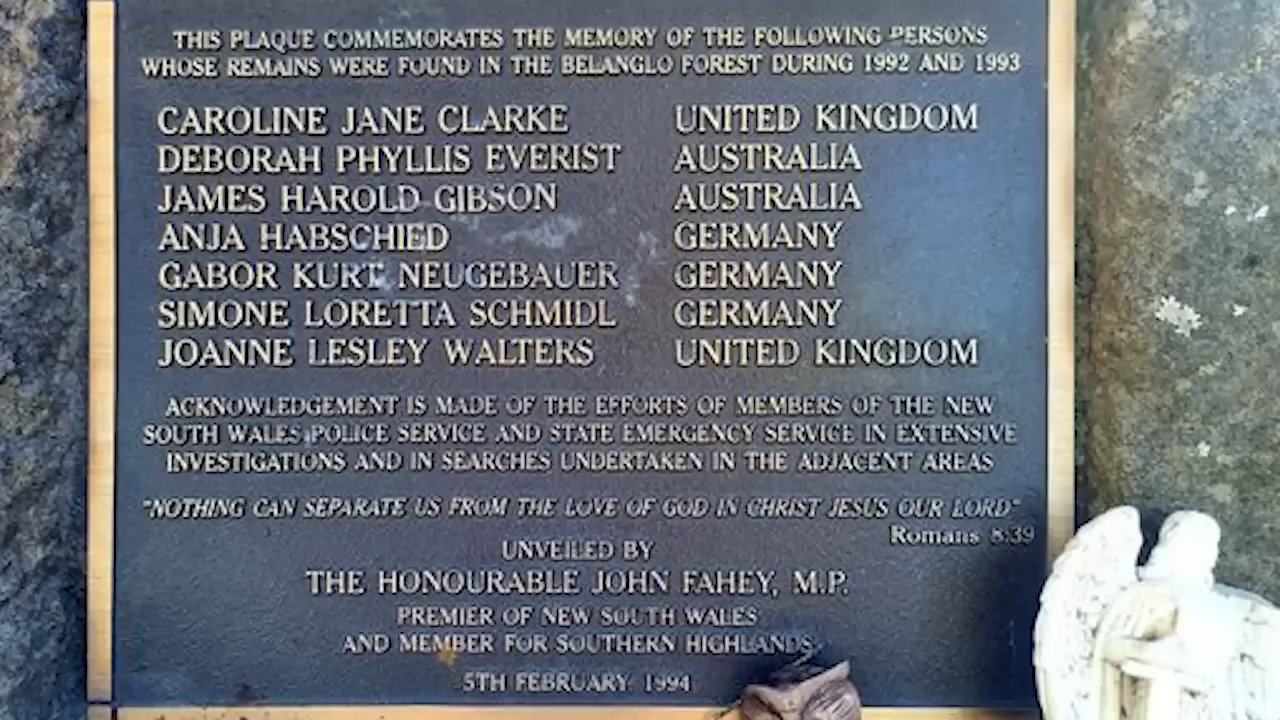 THIS PLAQUE COMMEMORATES THE MEMORY OF THE FOLLOWING PERSONS
WHOSE REMAINS WERE FOUND IN THE BELANGLO FOREST DURING 1992 AND 1993
CAROLINE JANE CLARKE UNITED KINGDOM
DEBORAH PHYLLIS EVERIST AUSTRALIA
JAMES HAROLD GIBSON AUSTRALIA
ANJA HABSCHIED GERMANY
GABOR KURT NEUGEBAUER GERMANY
SIMONE LORETTA SCHMIDL GERMANY
JOANNE LESLEY WALTERS UNITED KINGDOM
ACKNOWLEDGEMENT IS MADE OF THE EFFORTS OF MEMBERS OF THE NEW
SOUTH WALES POLICE SERVICE AND STATE EMERGENCY SERVICE IN EXTENSIVE
INVESTIGATIONS AND IN SEARCHES UNDERTAKEN IN THE ADJACENT AREAS
"NOTHING CAN SEPARATE US FROM THE LOVE OF GOD IN CHRIST JESUS OUR LORD"
Romans 8:39
UNVEILED BY
THE HONOURABLE JOHN FAHEY, M.P.
PREMIER OF NEW SOUTH WALES
AND MEMBER FOR SOUTHERN HIGHLANDS
5TH FEBRUARY, 1994